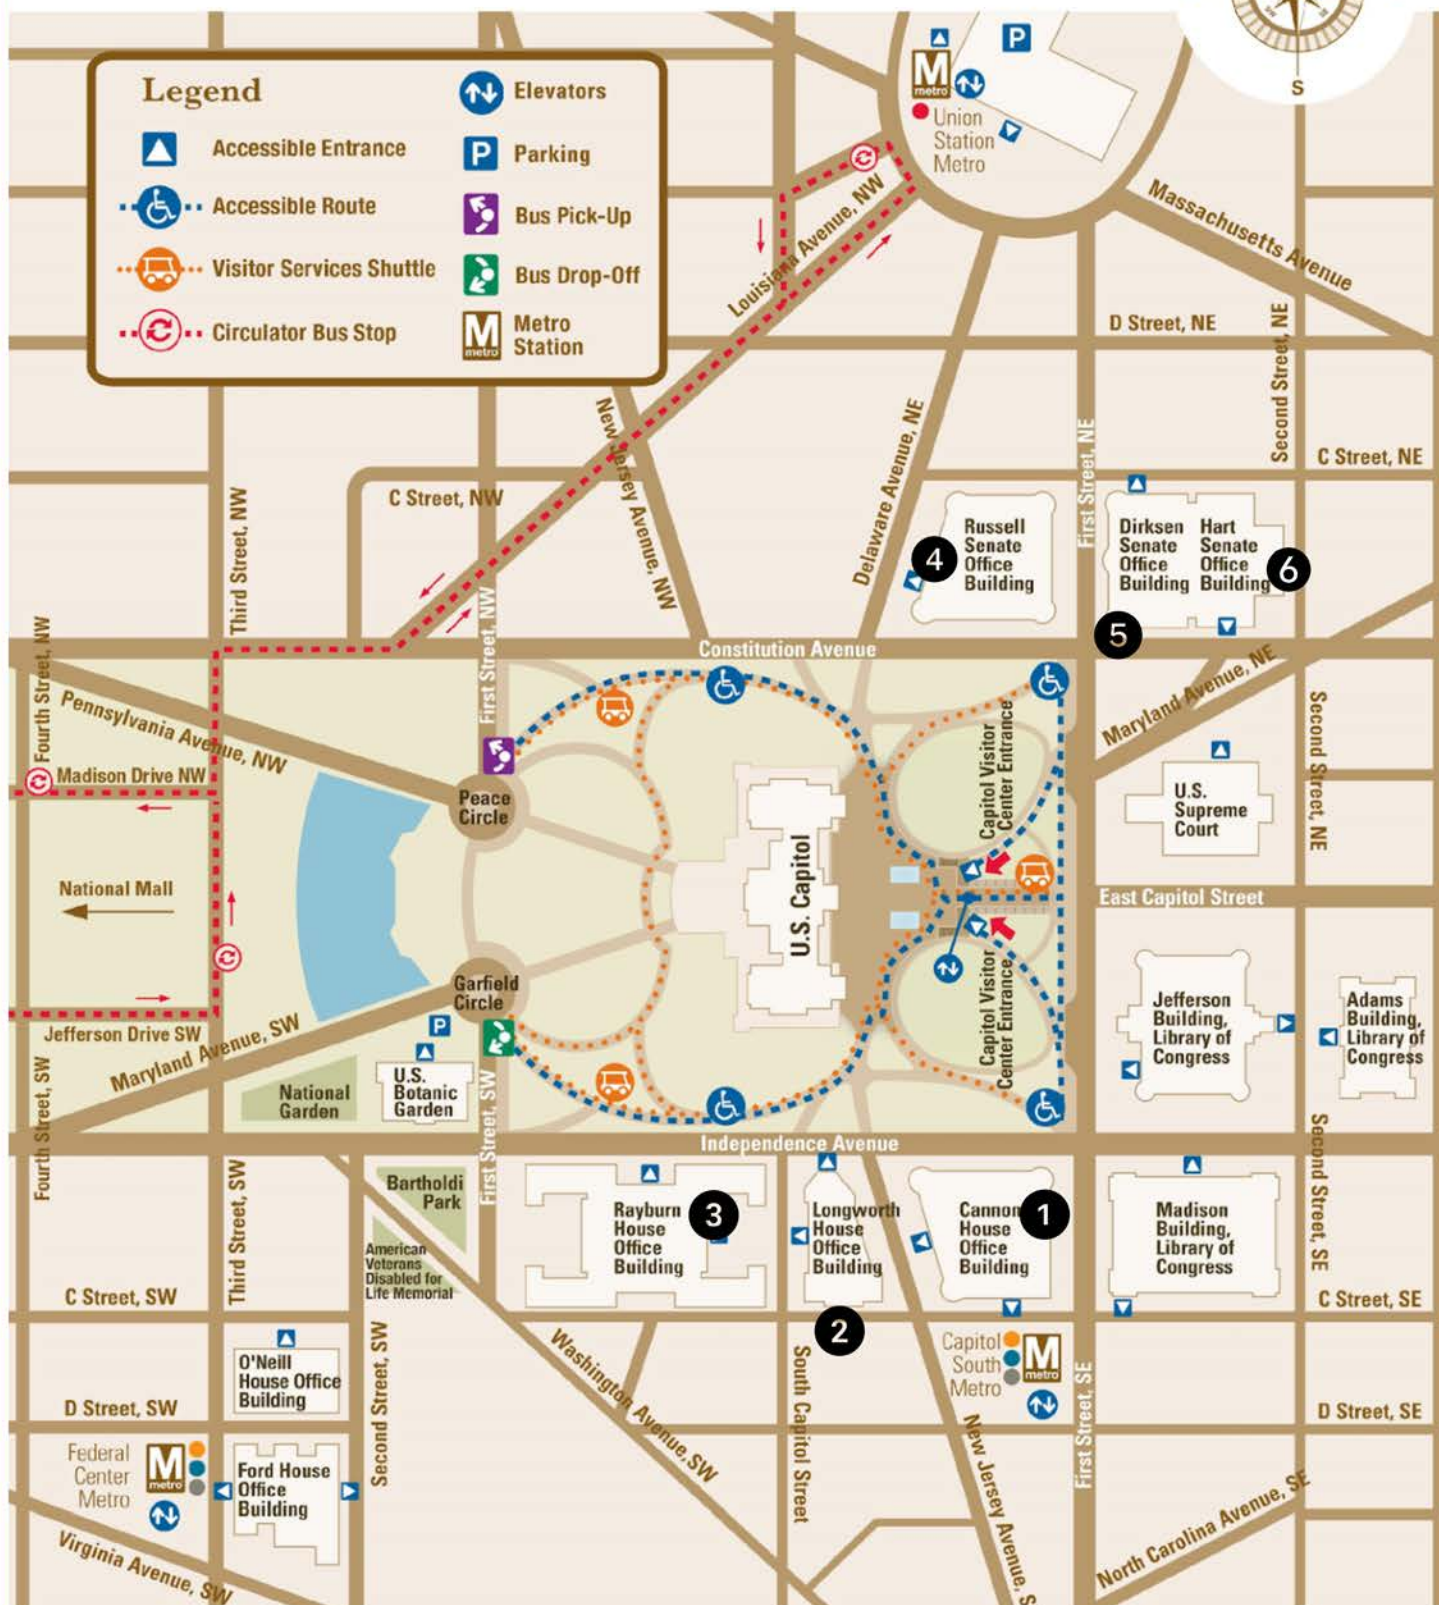 S
Legend
Accessible Entrance
Accessible Route
Visitor Services Shuttle
Circulator Bus Stop
Elevators
P
Parking
Bus Pick-Up
Bus Drop-Off
M
metro
Metro
Station
P
M
metro
Union
Station
Metro
Massachusetts Avenue
Louisiana Avenue, NW
D Street, NE
Second Street, NE
New Jersey Avenue, NW
Delaware Avenue, NE
First Street, NE
C Street, NE
C Street, NW
Third Street, NW
First Street, NW
Fourth Street, NW
Russell
Senate
Office
Building
4
Dirksen
Senate
Office
Building
Hart
Senate
Office
Building
6
5
Constitution Avenue
Maryland Avenue, NE
Second Street, NE
Pennsylvania Avenue, NW
Madison Drive NW
Peace
Circle
Capitol Visitor
Center Entrance
U.S.
Supreme
Court
U.S. Capitol
National Mall
East Capitol Street
Garfield
Circle
Capitol Visitor
Center Entrance
Jefferson
Building,
Library of
Congress
Adams
Building,
Library of
Congress
Jefferson Drive SW
Maryland Avenue, SW
P
National
Garden
U.S.
Botanic
Garden
First Street, SW
Fourth Street, SW
Independence Avenue
Second Street, SE
Third Street, SW
Bartholdi
Park
American
Veterans
Disabled for
Life Memorial
Rayburn
House
Office
Building
3
Longworth
House
Office
Building
2
Cannon
House
Office
Building
1
Madison
Building,
Library of
Congress
C Street, SW
C Street, SE
O'Neill
House Office
Building
Second Street, SW
Washington Avenue, SW
South Capitol Street
Capitol
South
Metro
M
metro
New Jersey Avenue, S
First Street, SE
D Street, SW
D Street, SE
Federal
Center
Metro
M
metro
Ford House
Office
Building
Virginia Avenue, SW
North Carolina Avenue, SE